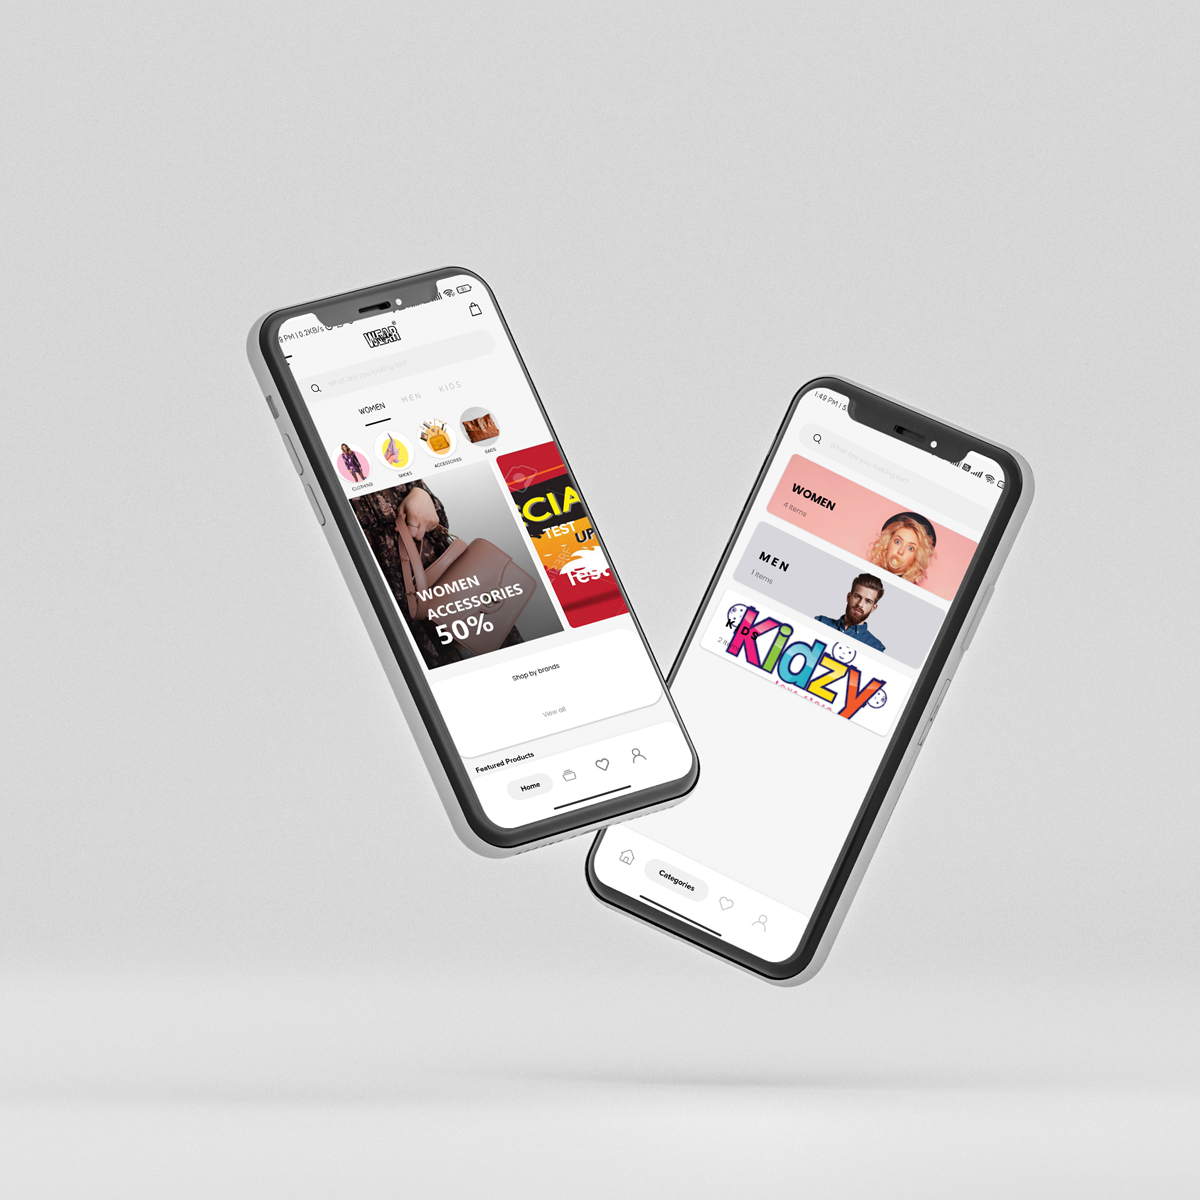 9 PM | 0.2KB/s
WEAR
What are you looking for?
WOMEN
MEN
KIDS
CLOTHING
SHOES
ACCESSORIES
BAGS
WOMEN
ACCESSORIES
50%
CIA
TEST
UP
Test
Shop by brands
View all
Featured Products
Home
1:49 PM | 5
What are you looking for?
WOMEN
4 Items
MEN
1 Items
KIDS
2 It
Kidzy
Categories